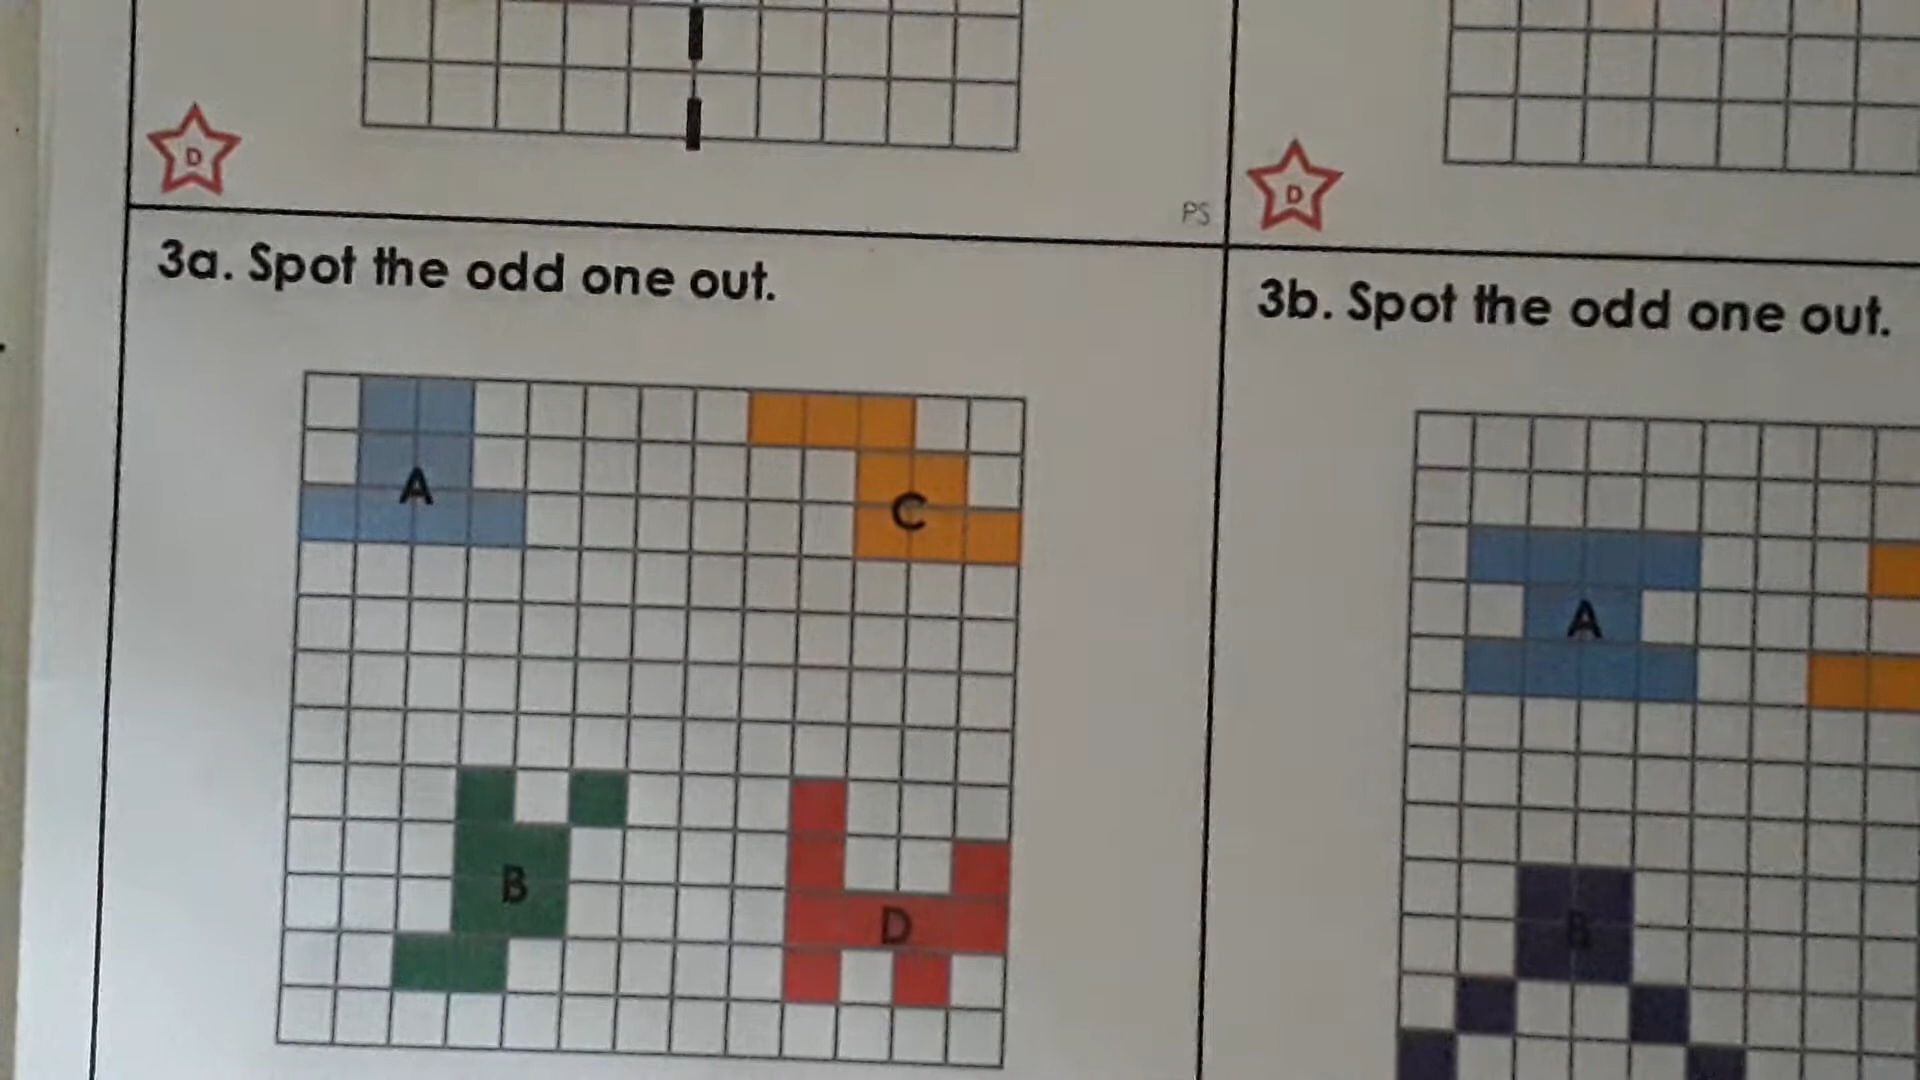 D
D
PS
3a. Spot the odd one out.
3b. Spot the odd one out.
A
C
A
B
D
B